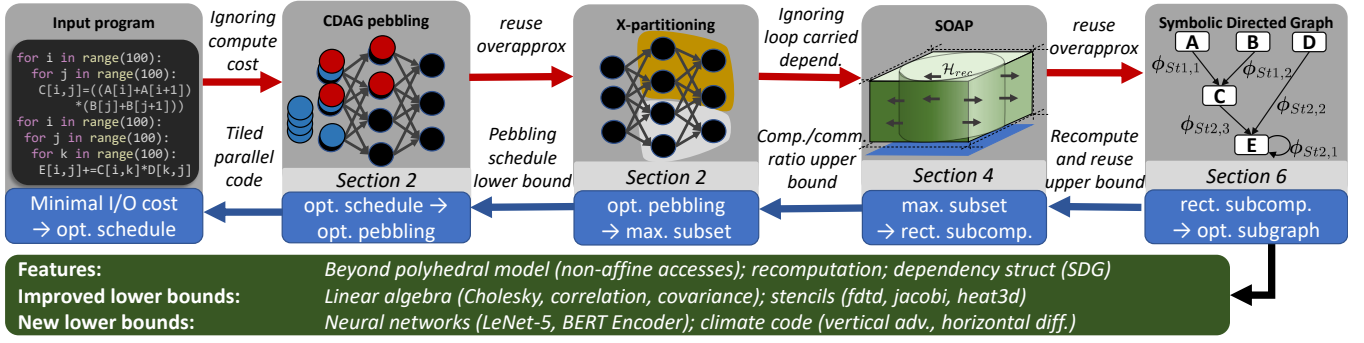 Input program
for i in range(100):
for j in range(100):
C[i,j]=((A[i]+A[i+1])
*(B[j]+B[j+1]))
for i in range(100):
for j in range(100):
for k in range(100):
E[i,j]+=C[i,k]*D[k,j]
Minimal I/O cost
→ opt. schedule
Ignoring
compute
cost
Tiled
parallel
code
CDAG pebbling
Section 2
opt. schedule →
opt. pebbling
reuse
overapprox
Pebbling
schedule
lower bound
X-partitioning
Section 2
opt. pebbling
→ max. subset
Ignoring
loop carried
depend.
Comp./comm.
ratio upper
bound
SOAP
ℋrec
Section 4
max. subset
→ rect. subcomp.
reuse
overapprox
Recompute
and reuse
upper bound
Symbolic Directed Graph
A B D
ϕSt1,1 ϕSt1,2
C
ϕSt2,2
ϕSt2,3
E
ϕSt2,1
Section 6
rect. subcomp.
→ opt. subgraph
Features: Beyond polyhedral model (non-affine accesses); recomputation; dependency struct (SDG)
Improved lower bounds: Linear algebra (Cholesky, correlation, covariance); stencils (fdtd, jacobi, heat3d)
New lower bounds: Neural networks (LeNet-5, BERT Encoder); climate code (vertical adv., horizontal diff.)